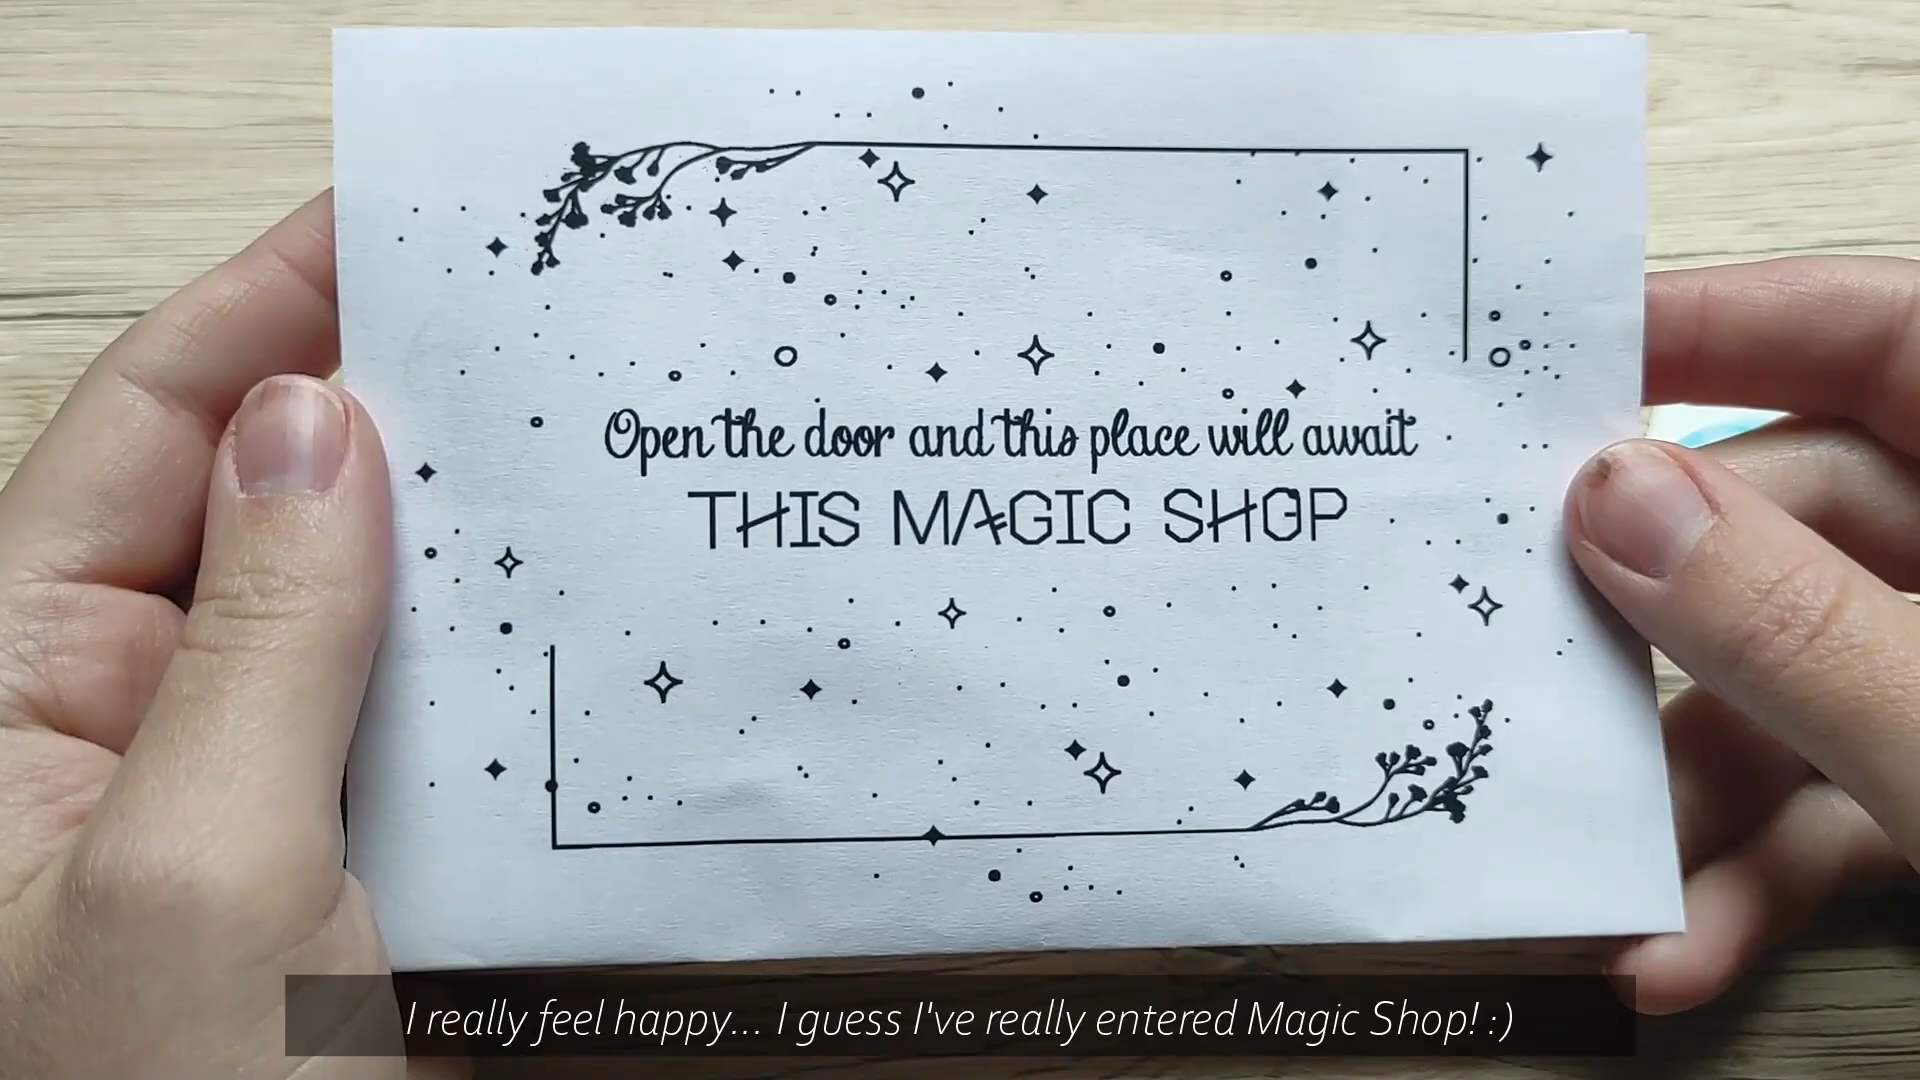 Open the door and this place will await
THIS MAGIC SHOP
I really feel happy... I guess I've really entered Magic Shop! :)